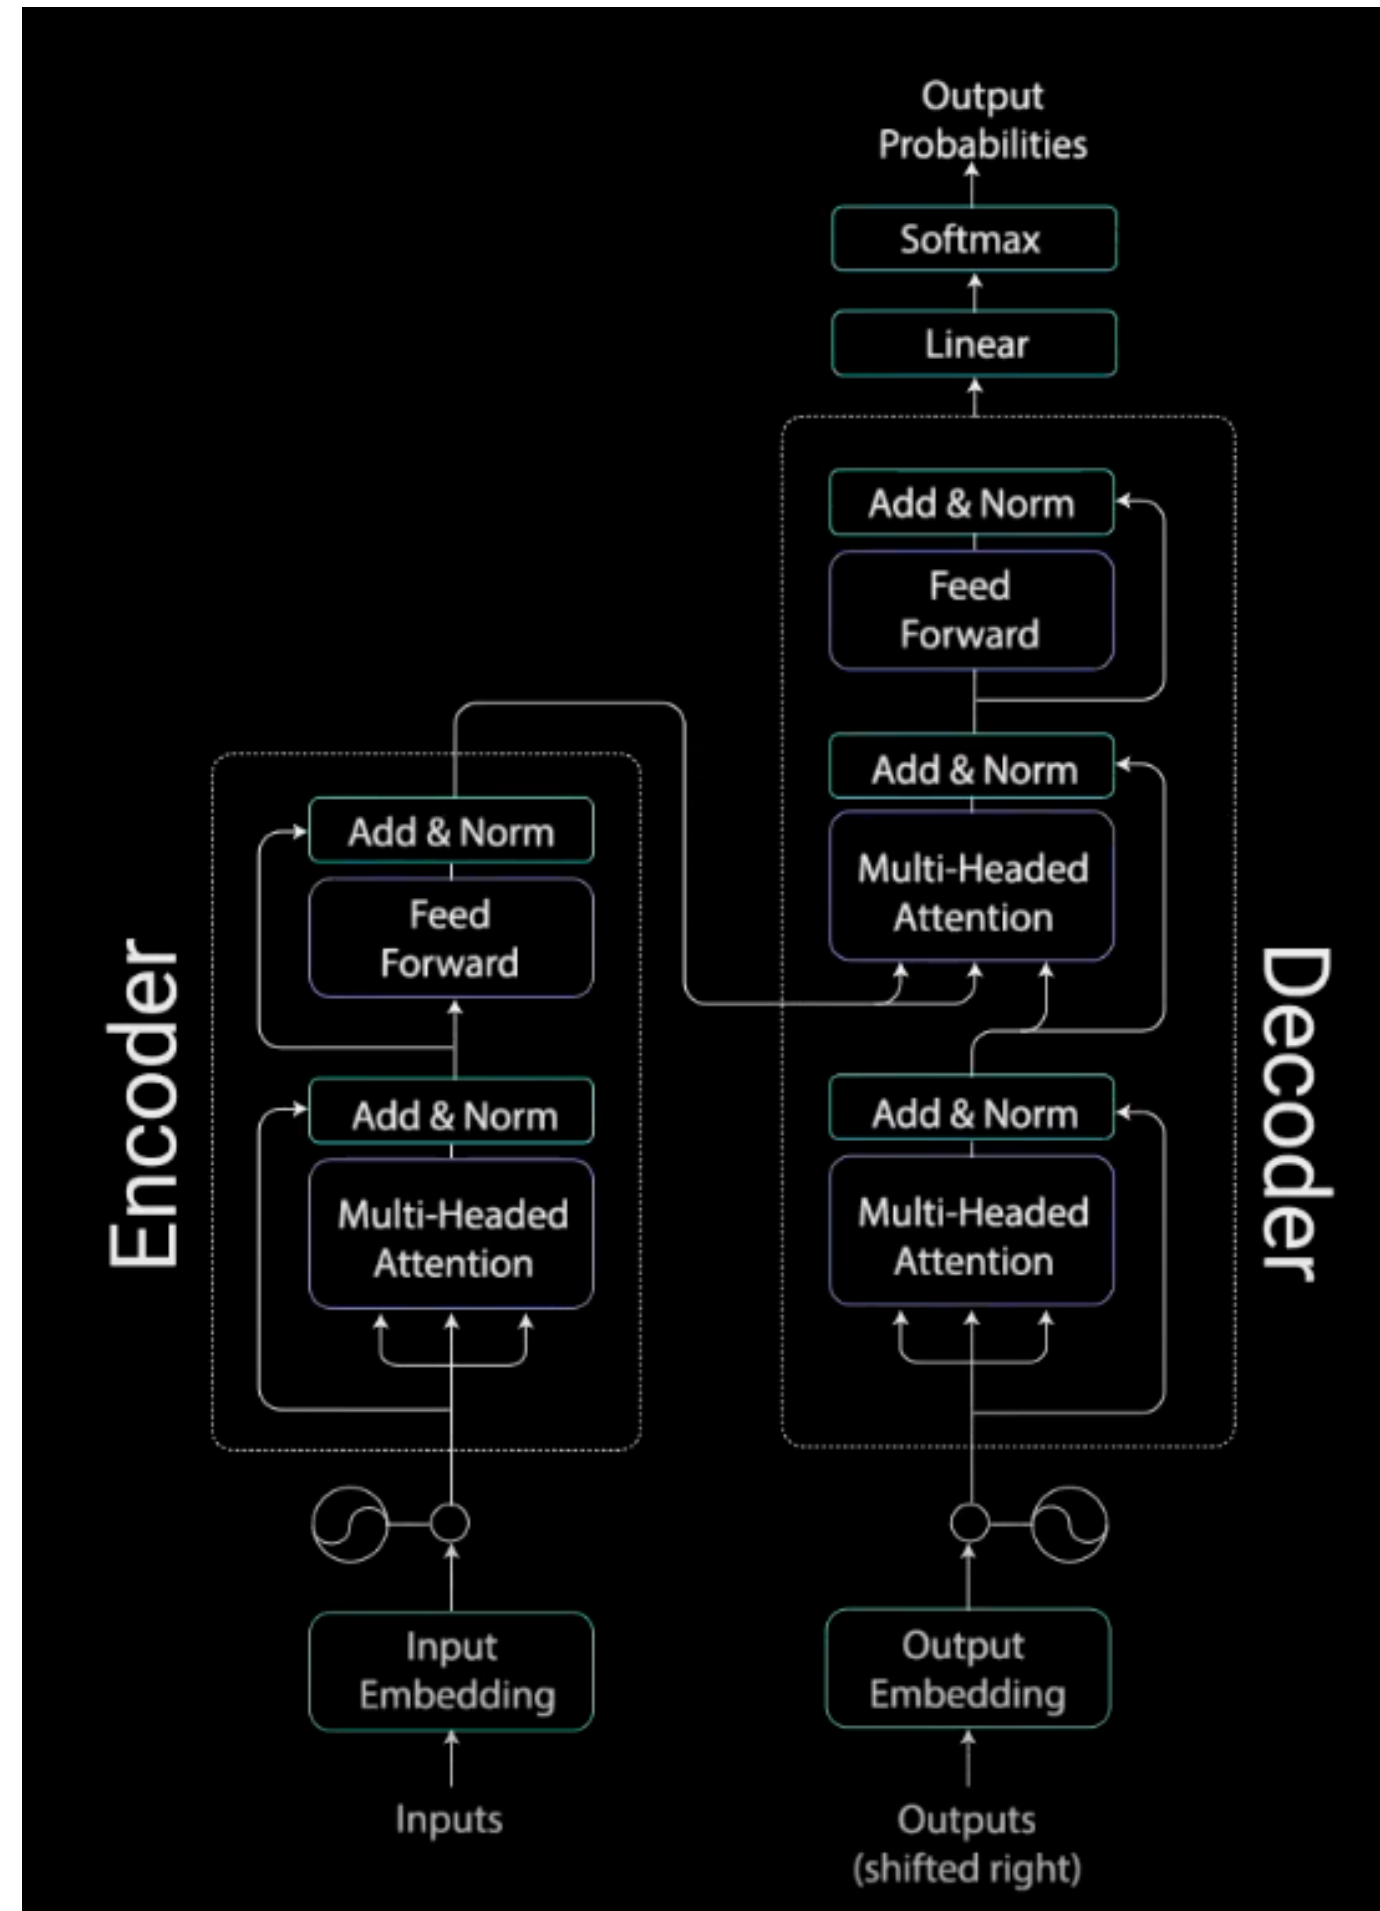 Output
Probabilities
Softmax
Linear
Add & Norm
Feed
Forward
Add & Norm
Multi-Headed
Attention
Add & Norm
Multi-Headed
Attention
Decoder
Encoder
Add & Norm
Feed
Forward
Add & Norm
Multi-Headed
Attention
Input
Embedding
Inputs
Output
Embedding
Outputs
(shifted right)